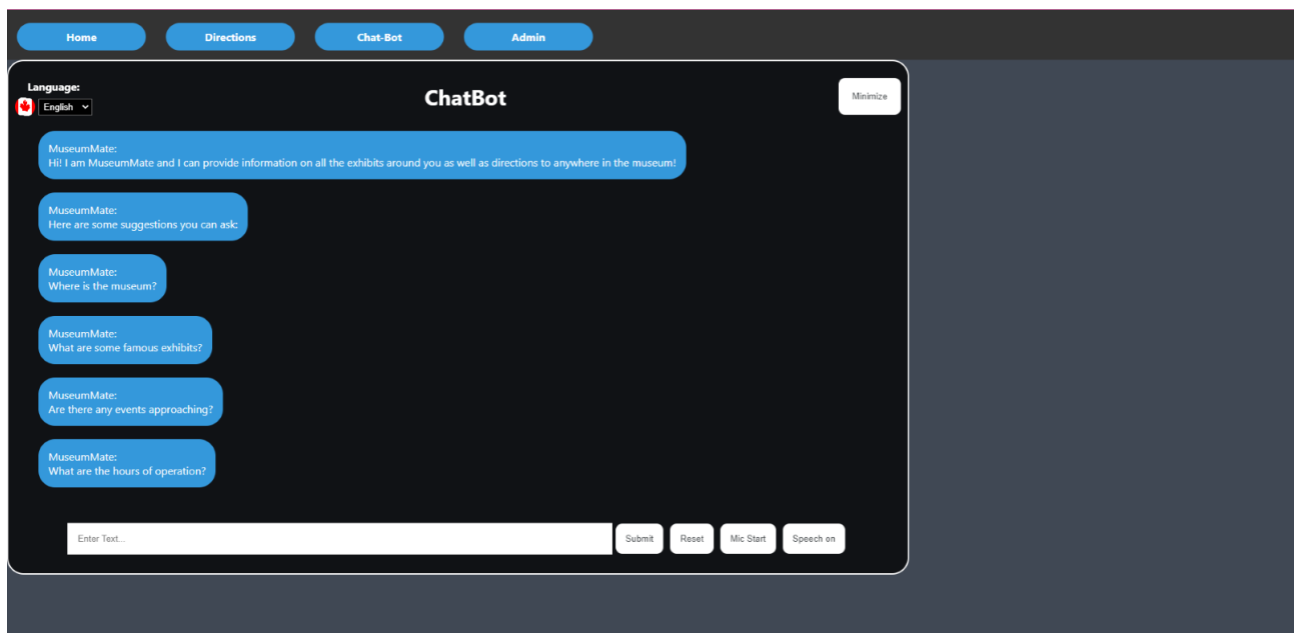 Home
Directions
Chat-Bot
Admin
Language:
English
ChatBot
Minimize
MuseumMate:
Hi! I am MuseumMate and I can provide information on all the exhibits around you as well as directions to anywhere in the museum!
MuseumMate:
Here are some suggestions you can ask:
MuseumMate:
Where is the museum?
MuseumMate:
What are some famous exhibits?
MuseumMate:
Are there any events approaching?
MuseumMate:
What are the hours of operation?
Enter Text...
Submit
Reset
Mic Start
Speech on